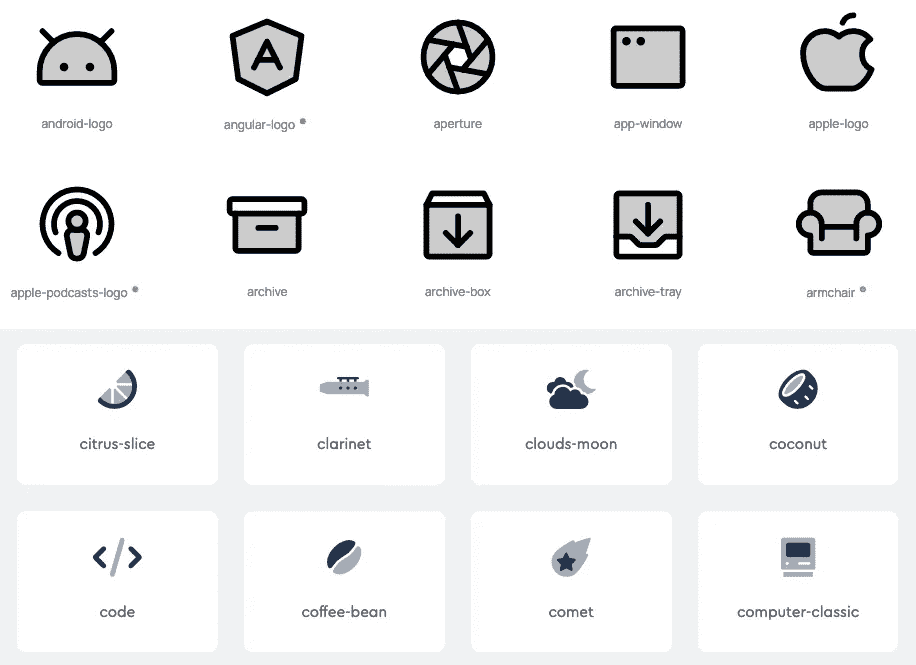 android-logo
angular-logo
aperture
app-window
apple-logo
apple-podcasts-logo
archive
archive-box
archive-tray
armchair
citrus-slice
clarinet
clouds-moon
coconut
code
coffee-bean
comet
computer-classic